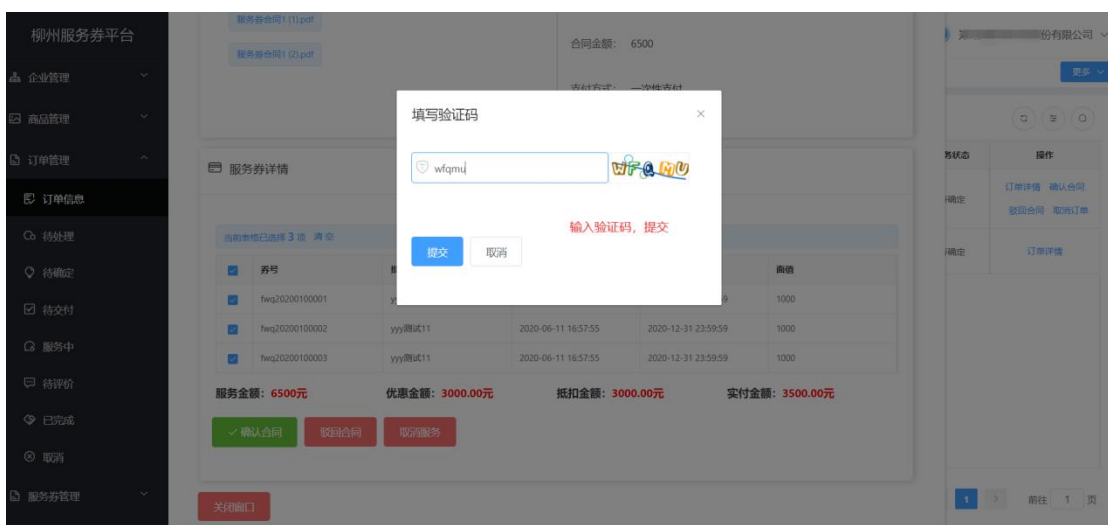 柳州服务券平台
企业管理
商品管理
订单管理
订单信息
待处理
待确定
待交付
服务中
待评价
已完成
取消
服务券管理
服务券合同1 (1).pdf
服务券合同1 (2).pdf
合同金额: 6500
支付方式: 一次性支付
份有限公司
更多
填写验证码
wfqmu
WFQMU
输入验证码, 提交
提交 取消
服务券详情
当前表格已选择 3 项 清空
券号 面值
fwq20200100001 1000
fwq20200100002 yyy测试11 2020-06-11 16:57:55 2020-12-31 23:59:59 1000
fwq20200100003 yyy测试11 2020-06-11 16:57:55 2020-12-31 23:59:59 1000
服务金额: 6500元 优惠金额: 3000.00元 抵扣金额: 3000.00元 实付金额: 3500.00元
确认合同 驳回合同 取消服务
关闭窗口
务状态 操作
确定 订单详情 确认合同
驳回合同 取消订单
确定 订单详情
1 前往 1 页